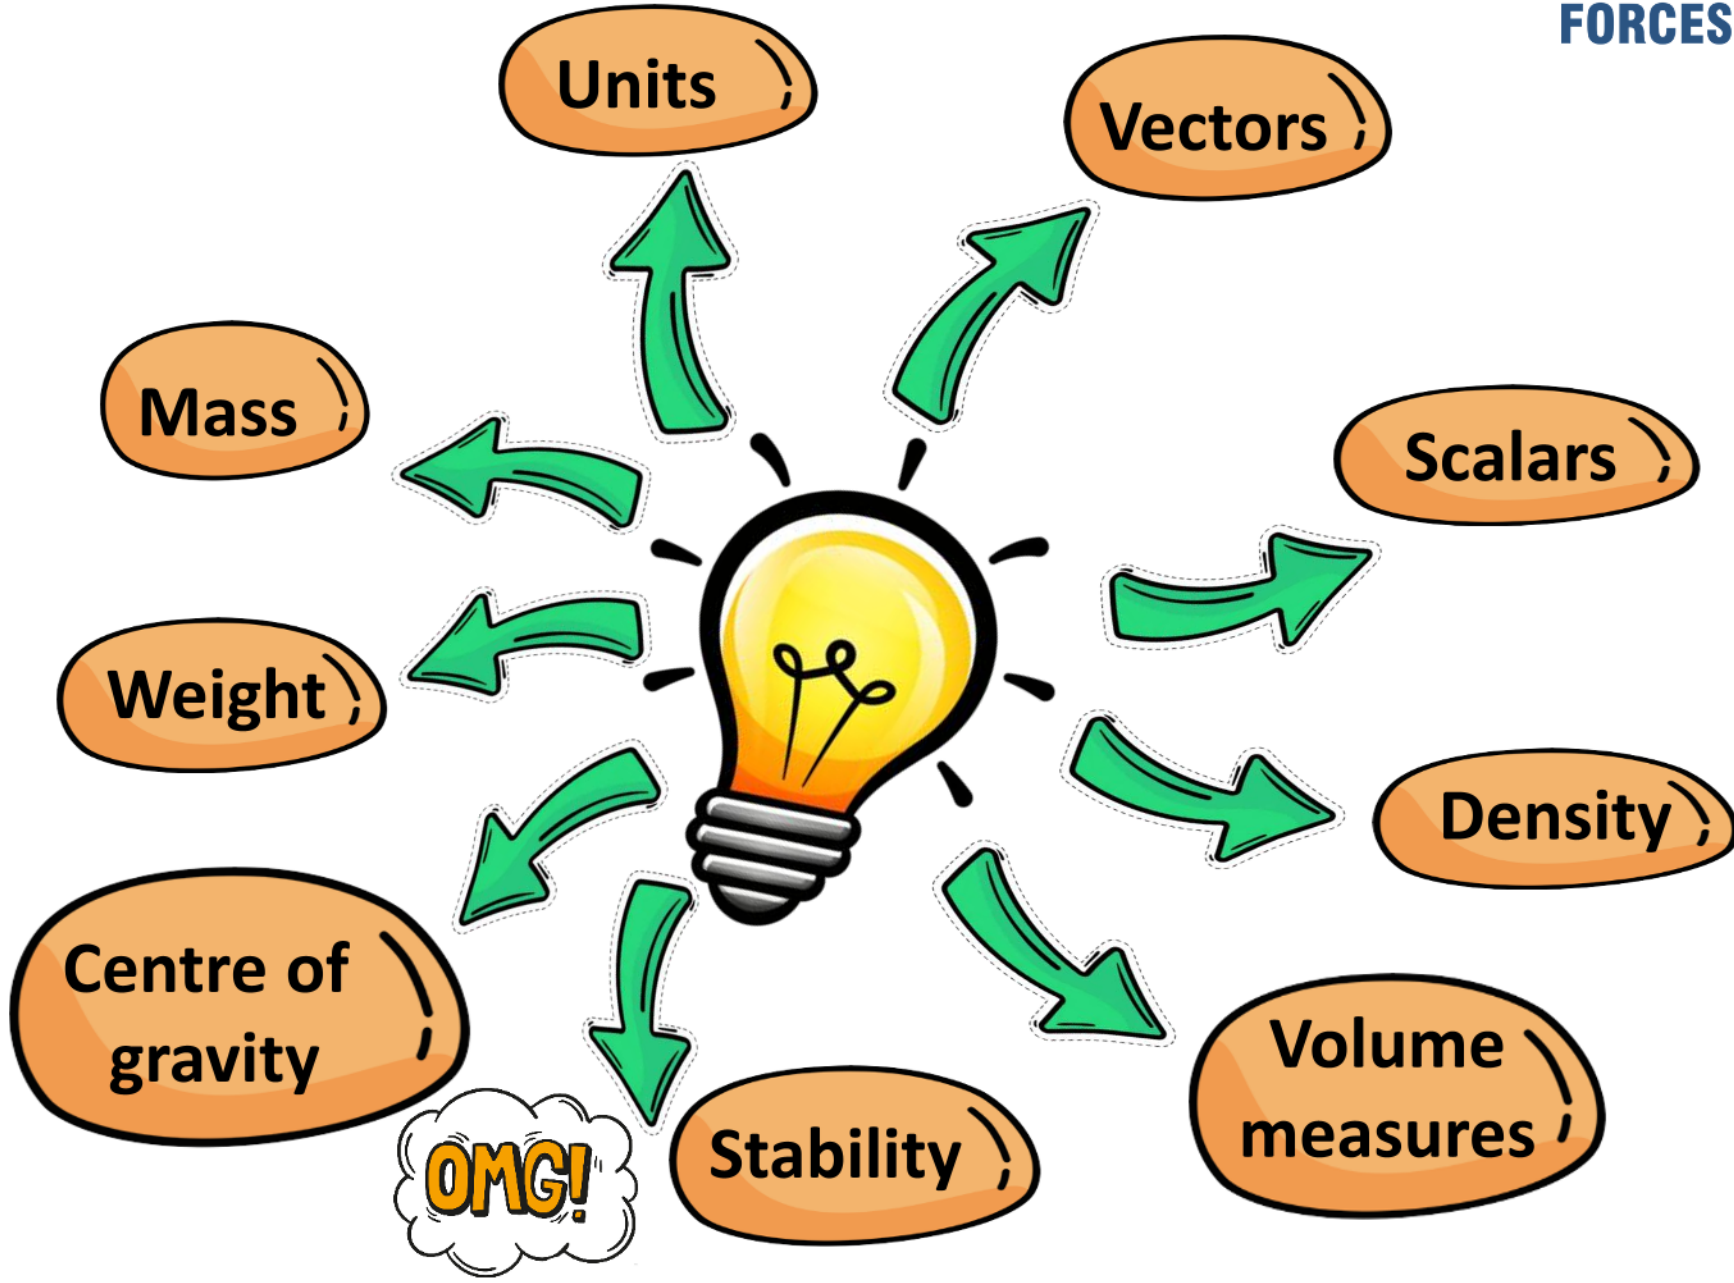 FORCES
Units
Vectors
Mass
Scalars
Weight
Density
Centre of
gravity
Volume
measures
Stability
OMG!